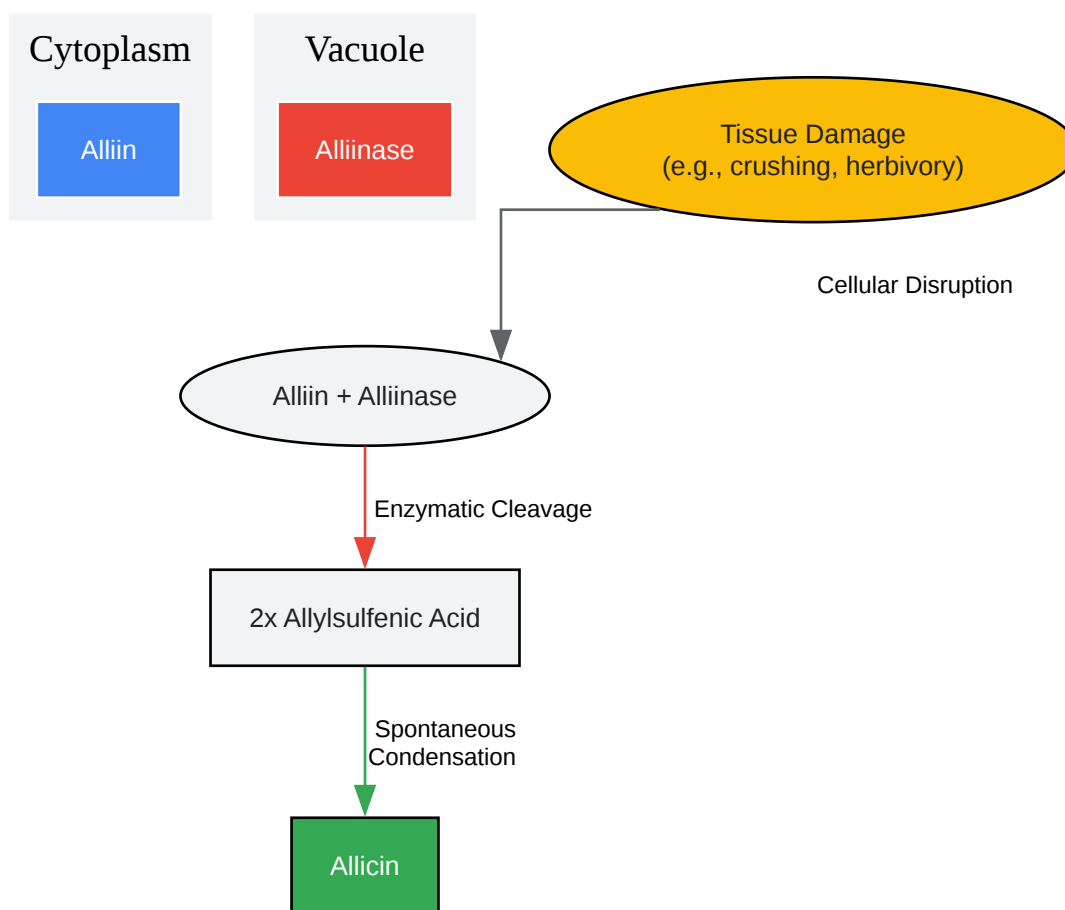 Cytoplasm
Vacuole
Alliin
Alliinase
Tissue Damage
(e.g., crushing, herbivory)
Cellular Disruption
Alliin + Alliinase
Enzymatic Cleavage
2x Allylsulfenic Acid
Spontaneous
Condensation
Allicin